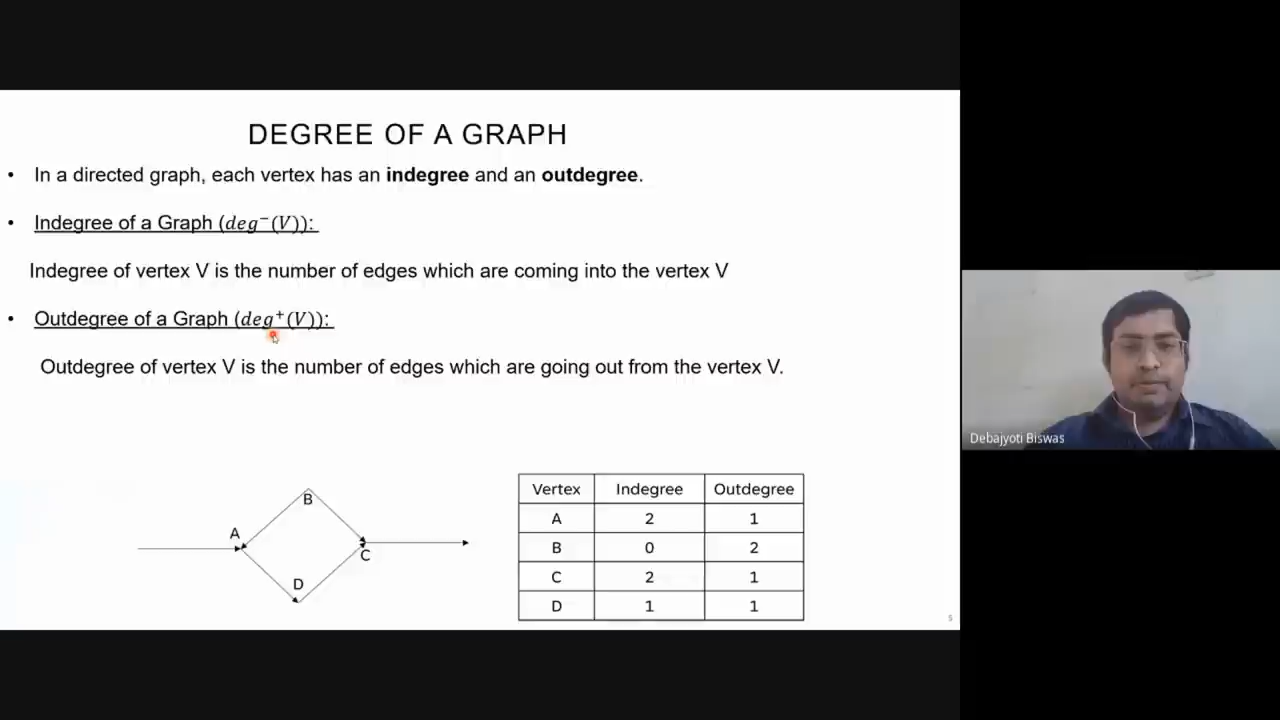 DEGREE OF A GRAPH
• In a directed graph, each vertex has an indegree and an outdegree.
• Indegree of a Graph (deg⁻(V)):
Indegree of vertex V is the number of edges which are coming into the vertex V
• Outdegree of a Graph (deg⁺(V)):
Outdegree of vertex V is the number of edges which are going out from the vertex V.
B
A
C
D
Vertex Indegree Outdegree
A 2 1
B 0 2
C 2 1
D 1 1
5
Debajyoti Biswas